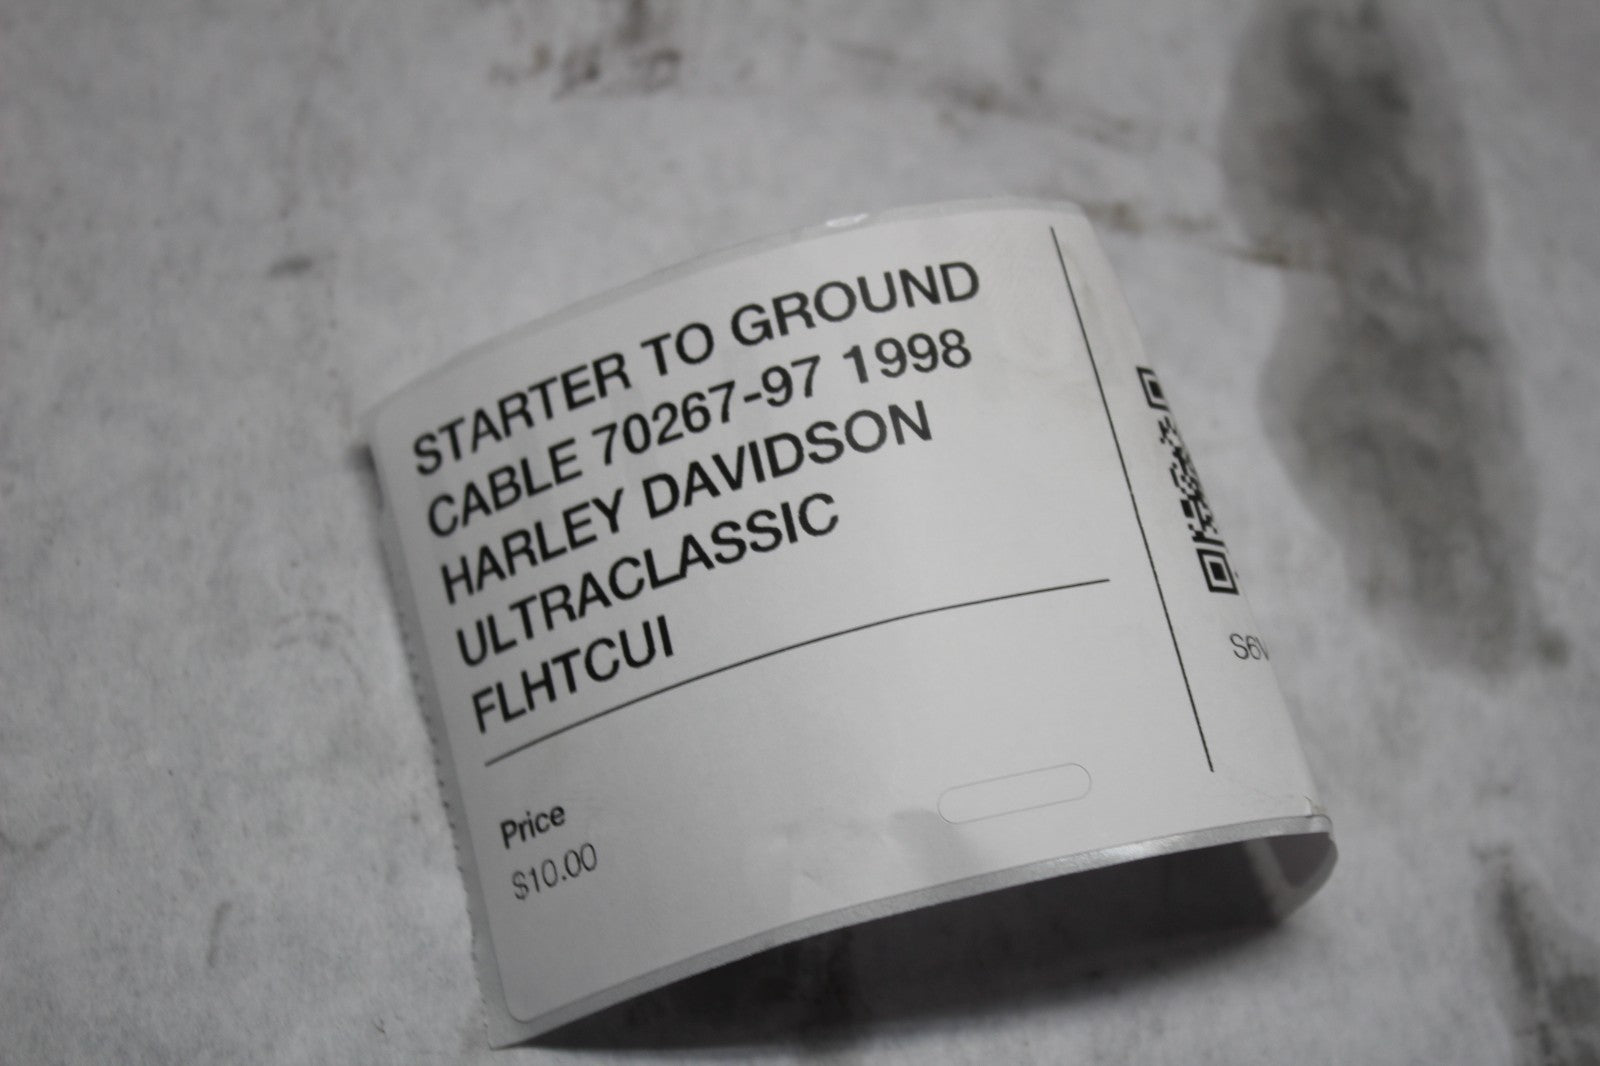 STARTER TO GROUND
CABLE 70267-97 1998
HARLEY DAVIDSON
ULTRACLASSIC
FLHTCUI
Price
$10.00